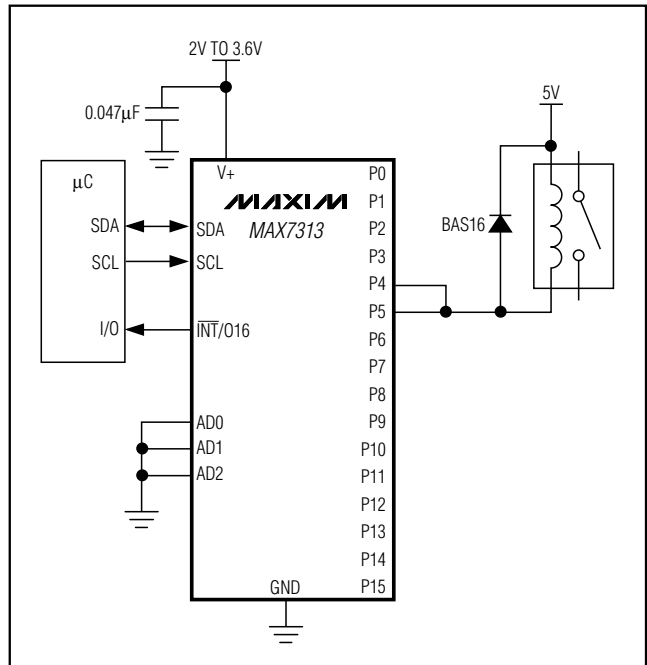 2V TO 3.6V
0.047μF
5V
μC
V+
MAXIM
MAX7313
SDA
SDA
SCL
SCL
I/O
INT/O16
AD0
AD1
AD2
GND
P0
P1
P2
P3
P4
P5
P6
P7
P8
P9
P10
P11
P12
P13
P14
P15
BAS16